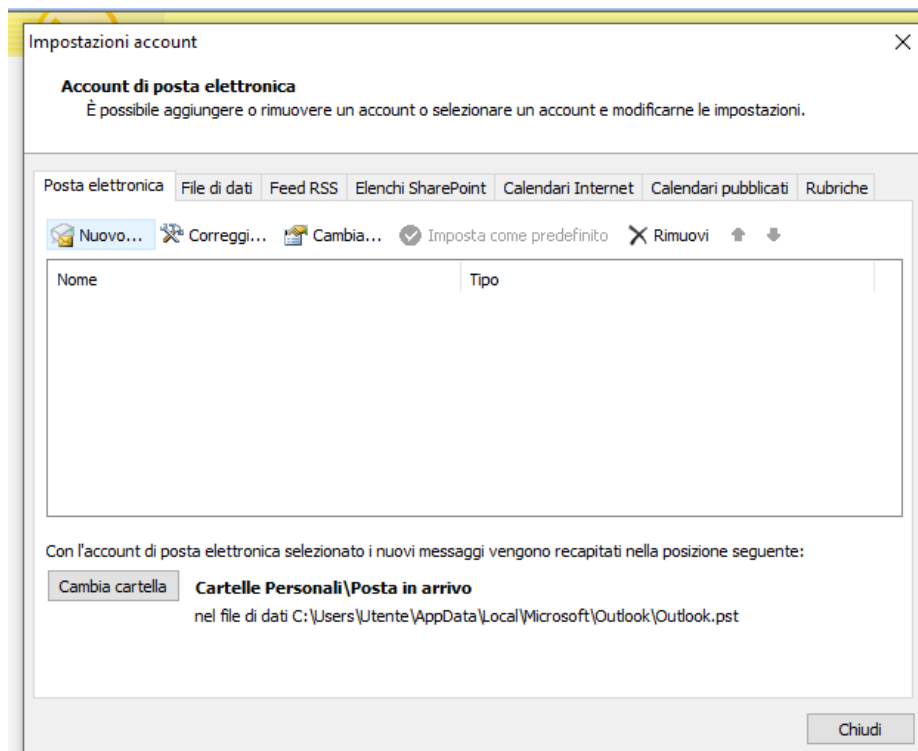 Impostazioni account
Account di posta elettronica
È possibile aggiungere o rimuovere un account o selezionare un account e modificarne le impostazioni.
Posta elettronica File di dati Feed RSS Elenchi SharePoint Calendari Internet Calendari pubblicati Rubriche
Nuovo... Correggi... Cambia... Imposta come predefinito Rimuovi
Nome Tipo
Con l'account di posta elettronica selezionato i nuovi messaggi vengono recapitati nella posizione seguente:
Cambia cartella Cartelle Personali\Posta in arrivo
nel file di dati C:\Users\Utente\AppData\Local\Microsoft\Outlook\Outlook.pst
Chiudi